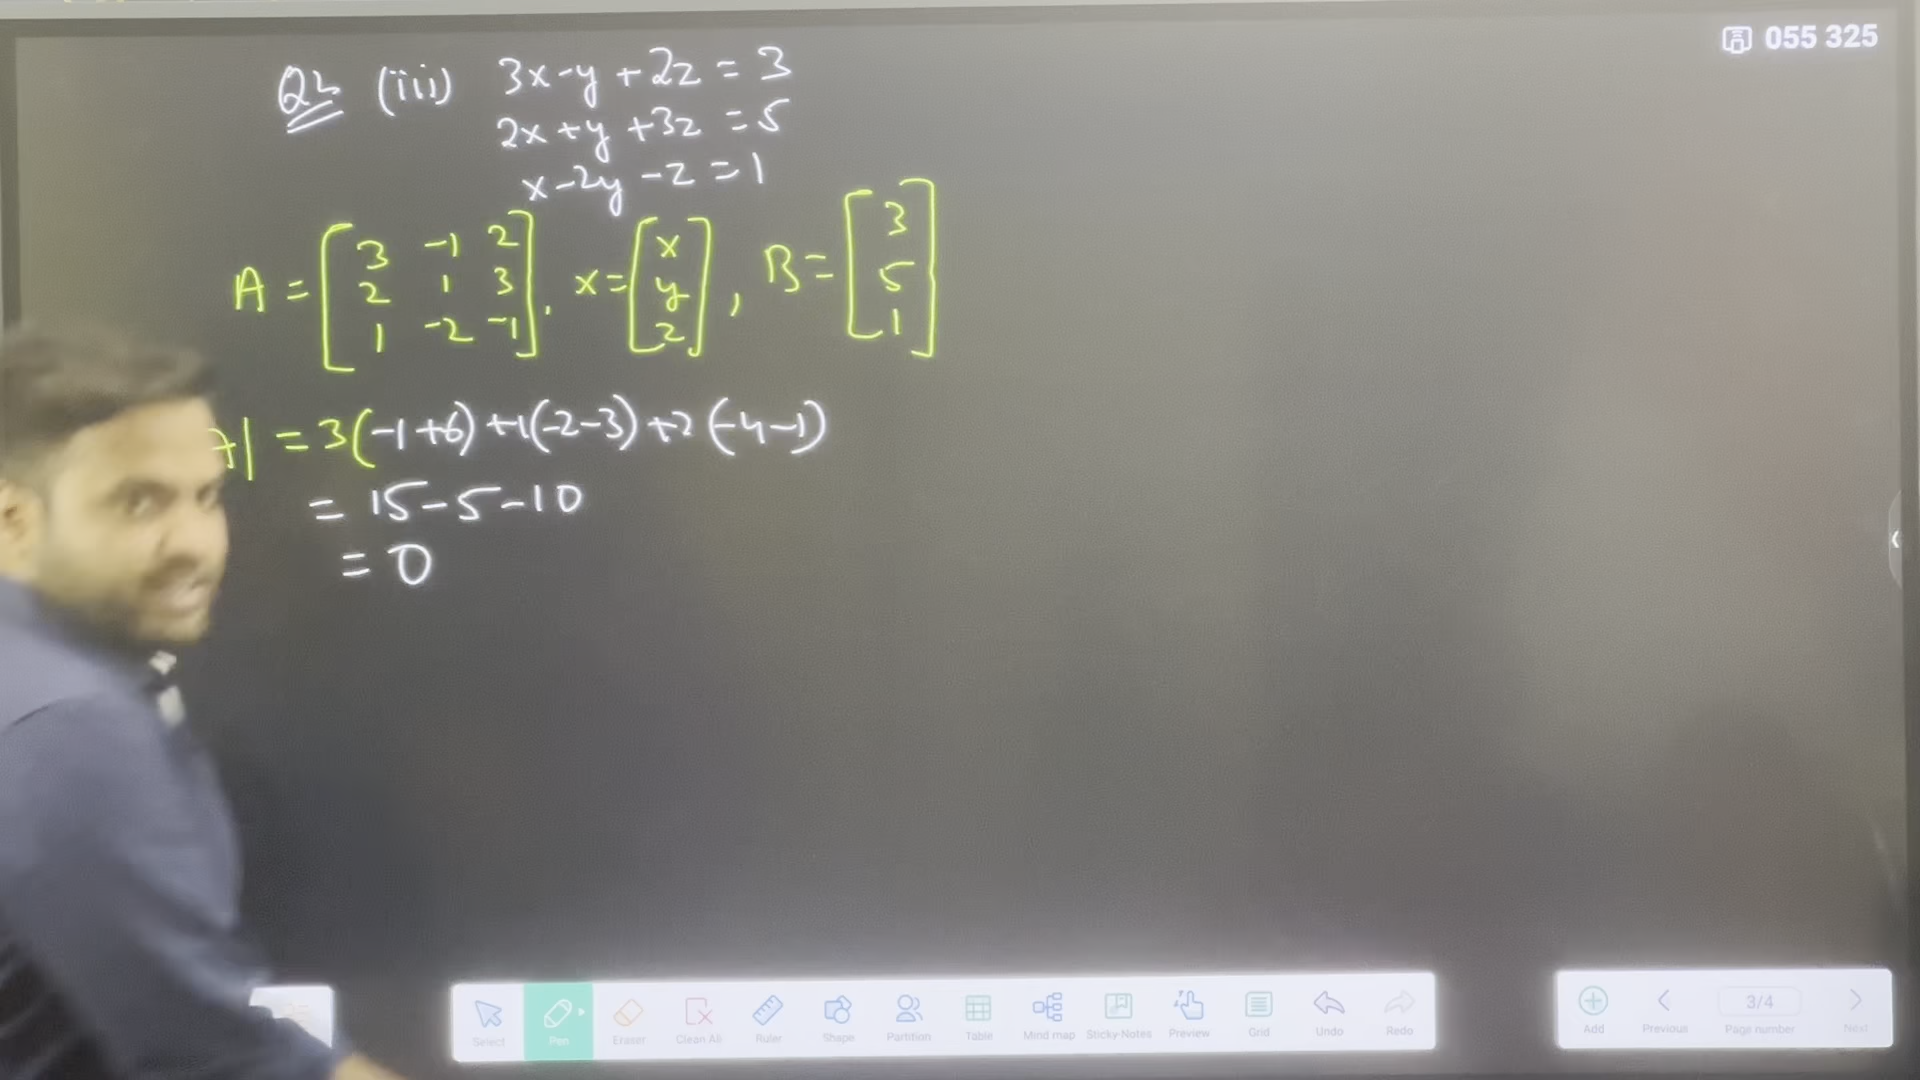 055 325
Q2 (iii) 3x-y+2z=3
2x+y+3z=5
x-2y-z=1
A = [3 -1 2
2 1 3
1 -2 -1], x=[x
y
z], B=[3
5
1]
A| = 3(-1+6)+1(-2-3)+2(-4-1)
= 15-5-10
= 0
Select Pen Eraser Clean All Ruler Shape Partition Table Mind map Sticky Notes Preview Grid Undo Redo
Add Previous 3/4 Page number Next